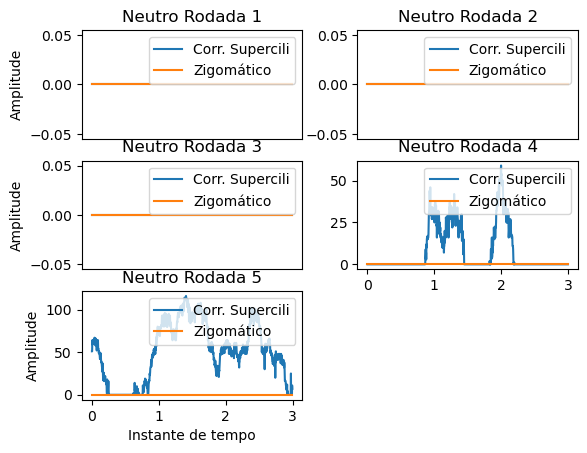 Neutro Rodada 1
0.05
0.00
−0.05
Amplitude
Corr. Supercili
Zigomático
Neutro Rodada 2
0.05
0.00
−0.05
Corr. Supercili
Zigomático
Neutro Rodada 3
0.05
0.00
−0.05
Amplitude
Corr. Supercili
Zigomático
Neutro Rodada 4
50
25
0
Corr. Supercili
Zigomático
0 1 2 3
Neutro Rodada 5
100
50
0
Amplitude
Corr. Supercili
Zigomático
0 1 2 3
Instante de tempo